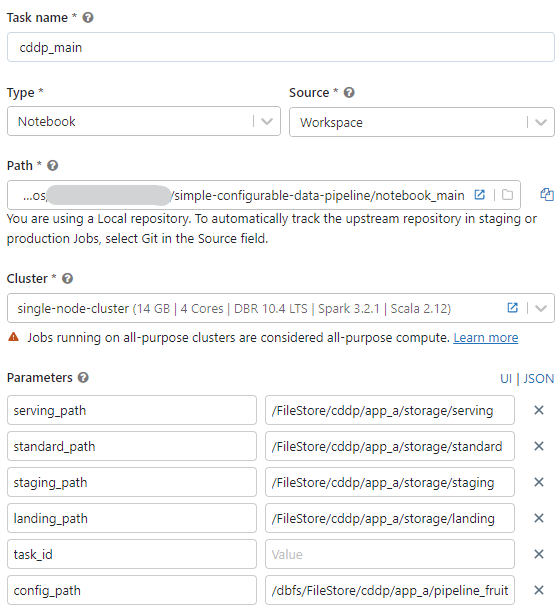 Task name *
cddp_main
Type * Source *
Notebook Workspace
Path *
...os, /simple-configurable-data-pipeline/notebook_main
You are using a Local repository. To automatically track the upstream repository in staging or
production Jobs, select Git in the Source field.
Cluster *
single-node-cluster (14 GB | 4 Cores | DBR 10.4 LTS | Spark 3.2.1 | Scala 2.12)
Jobs running on all-purpose clusters are considered all-purpose compute. Learn more
Parameters UI | JSON
serving_path /FileStore/cddp/app_a/storage/serving
standard_path /FileStore/cddp/app_a/storage/standard
staging_path /FileStore/cddp/app_a/storage/staging
landing_path /FileStore/cddp/app_a/storage/landing
task_id Value
config_path /dbfs/FileStore/cddp/app_a/pipeline_fruit